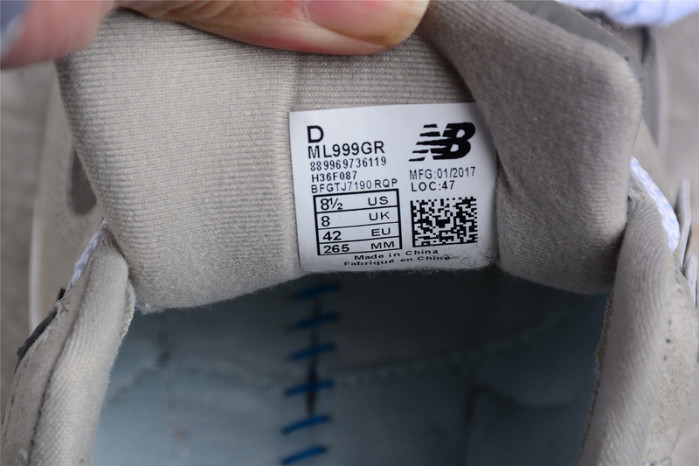 D
ML999GR
889969736119
H36F087
BFGTJ7190 RQP
NB
MFG:01/2017
LOC:47
8½ US
8 UK
42 EU
265 MM
Made in China
Fabriqué en Chine